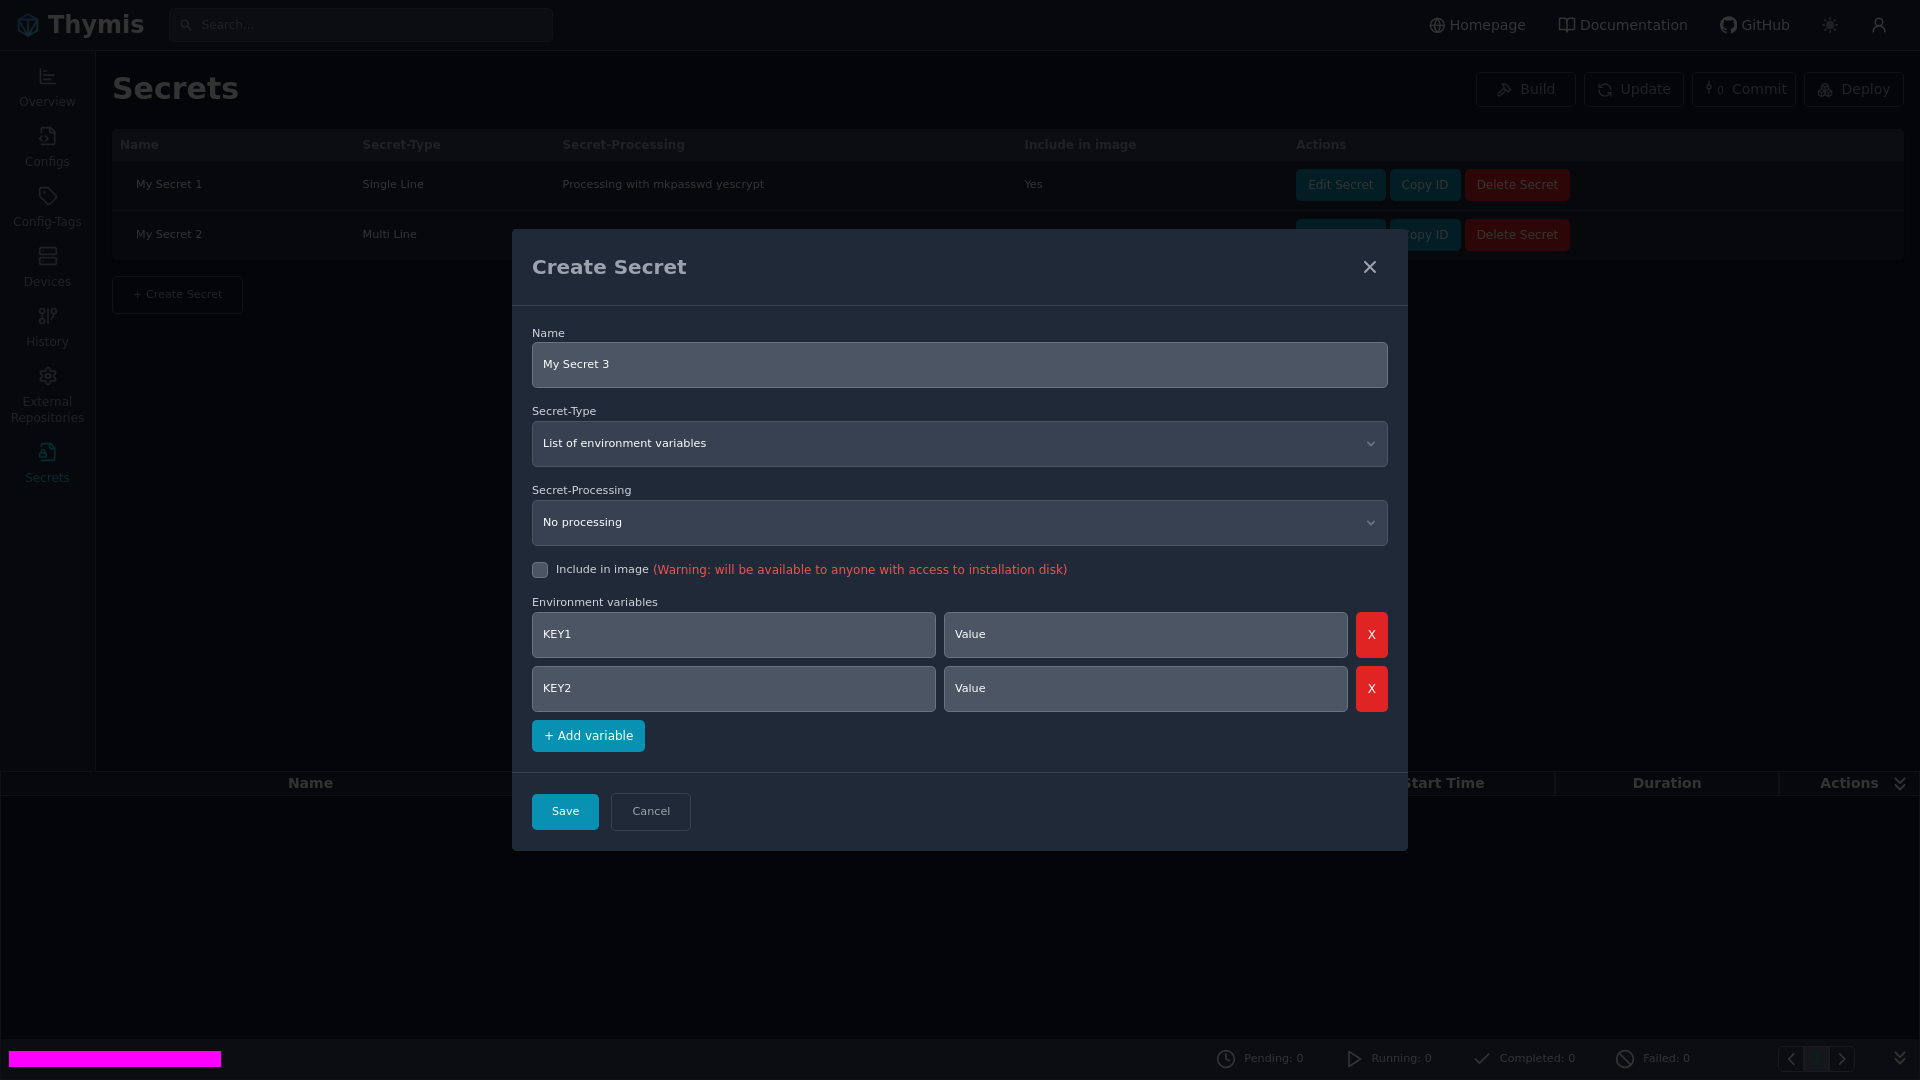 Thymis
Search...
Homepage
Documentation
GitHub
Overview
Configs
Config-Tags
Devices
History
External
Repositories
Secrets
Secrets
Build
Update
0 Commit
Deploy
Name Secret-Type Secret-Processing Include in image Actions
My Secret 1 Single Line Processing with mkpasswd yescrypt Yes Edit Secret Copy ID Delete Secret
My Secret 2 Multi Line Copy ID Delete Secret
+ Create Secret
Create Secret
Name
My Secret 3
Secret-Type
List of environment variables
Secret-Processing
No processing
Include in image (Warning: will be available to anyone with access to installation disk)
Environment variables
KEY1 Value X
KEY2 Value X
+ Add variable
Save Cancel
Name Start Time Duration Actions
Pending: 0 Running: 0 Completed: 0 Failed: 0